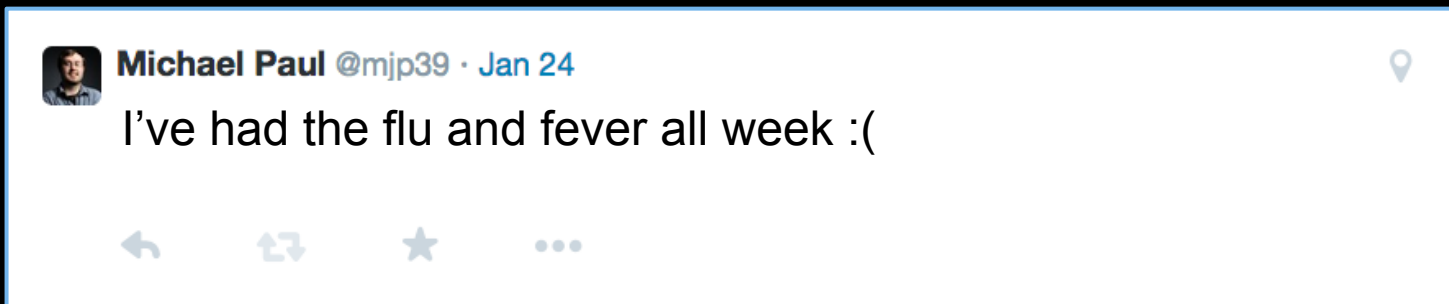 Michael Paul @mjp39 · Jan 24
I’ve had the flu and fever all week :(